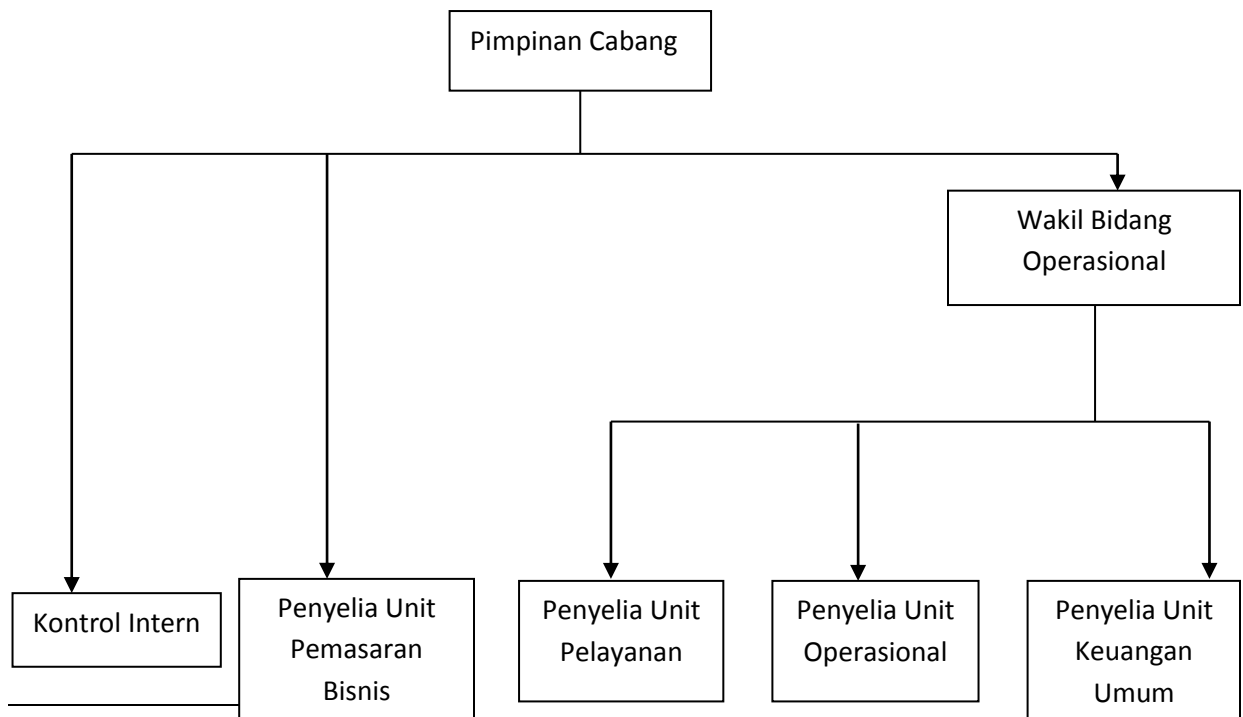 Pimpinan Cabang
Wakil Bidang
Operasional
Kontrol Intern
Penyelia Unit
Pemasaran
Bisnis
Penyelia Unit
Pelayanan
Penyelia Unit
Operasional
Penyelia Unit
Keuangan
Umum